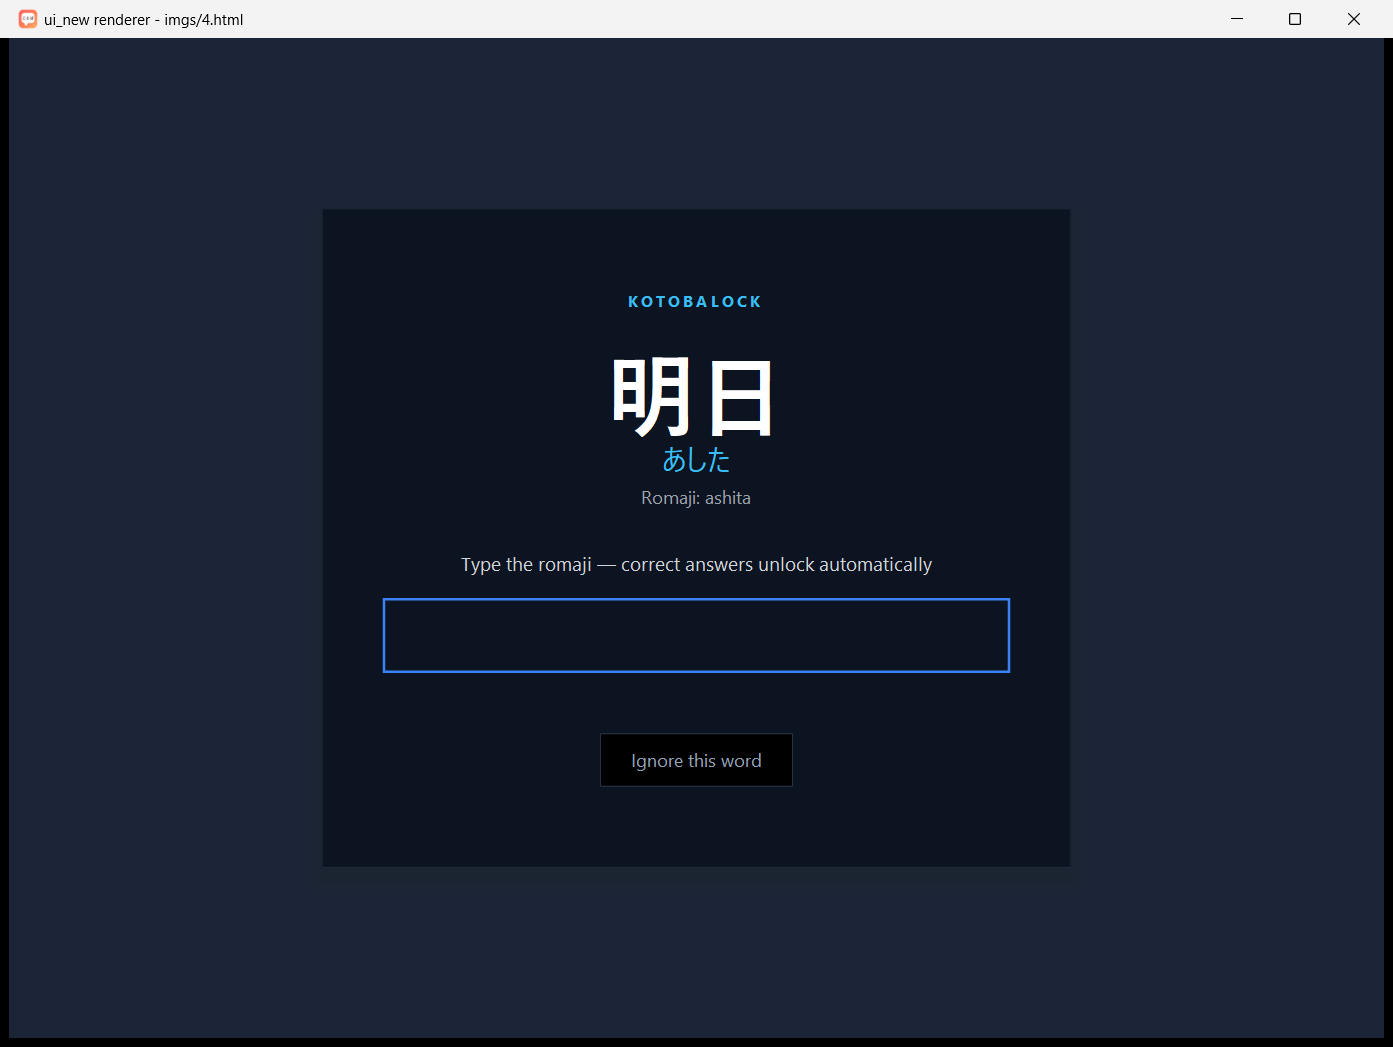 ui_new renderer - imgs/4.html
KOTOBALOCK
明日
あした
Romaji: ashita
Type the romaji — correct answers unlock automatically
Ignore this word